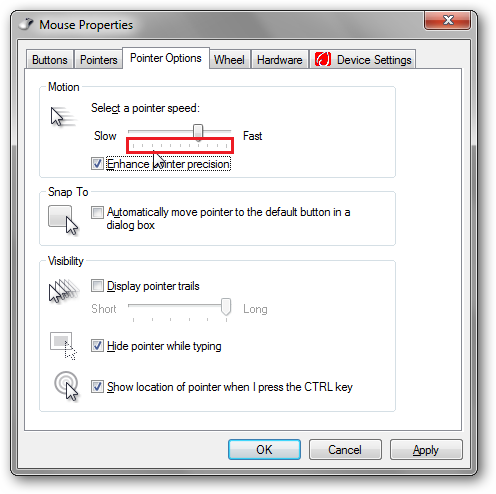 Mouse Properties
Buttons Pointers Pointer Options Wheel Hardware Device Settings
Motion
Select a pointer speed:
Slow Fast
Enhance pointer precision
Snap To
Automatically move pointer to the default button in a
dialog box
Visibility
Display pointer trails
Short Long
Hide pointer while typing
Show location of pointer when I press the CTRL key
OK Cancel Apply